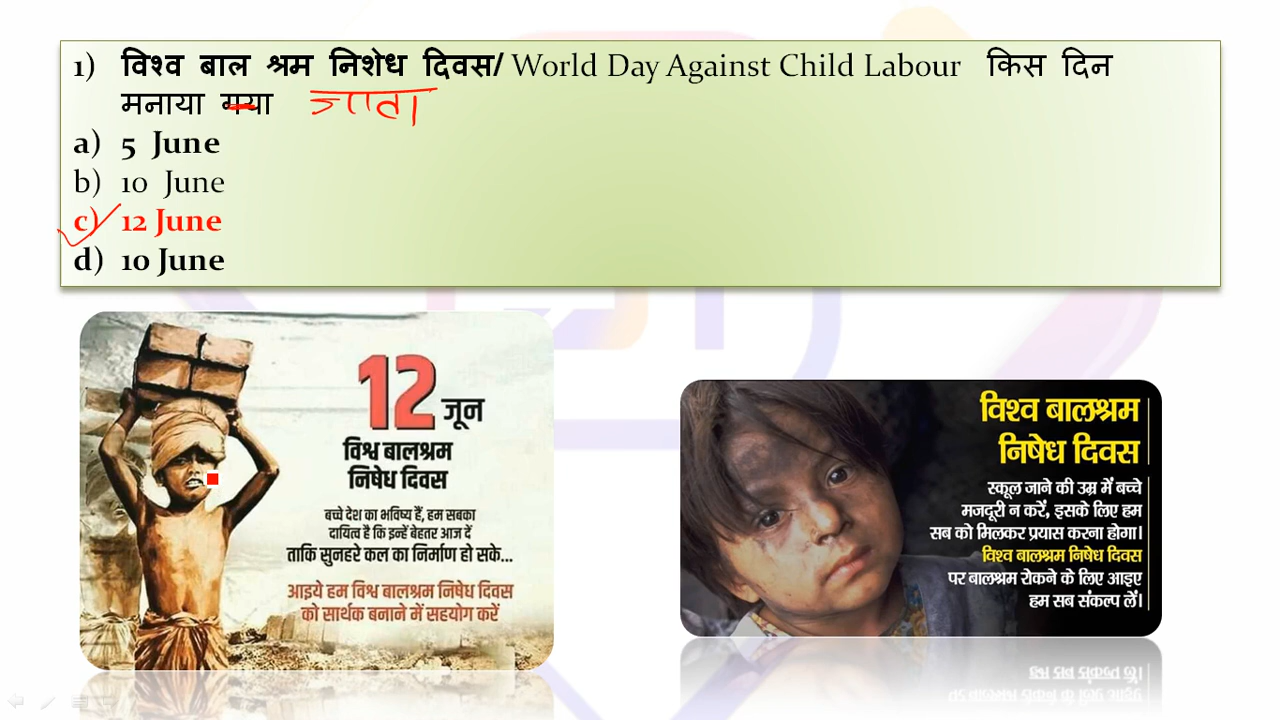 1) विश्व बाल श्रम निशेध दिवस/ World Day Against Child Labour किस दिन
मनाया गया जाता
a) 5 June
b) 10 June
c) 12 June
d) 10 June
12 जून
विश्व बालश्रम
निषेध दिवस
बच्चे देश का भविष्य हैं, हम सबका
दायित्व है कि इन्हें बेहतर आज दें
ताकि सुनहरे कल का निर्माण हो सके...
आइये हम विश्व बालश्रम निषेध दिवस
को सार्थक बनाने में सहयोग करें
विश्व बालश्रम
निषेध दिवस
स्कूल जाने की उम्र में बच्चे
मजदूरी न करें, इसके लिए हम
सब को मिलकर प्रयास करना होगा।
विश्व बालश्रम निषेध दिवस
पर बालश्रम रोकने के लिए आइए
हम सब संकल्प लें।